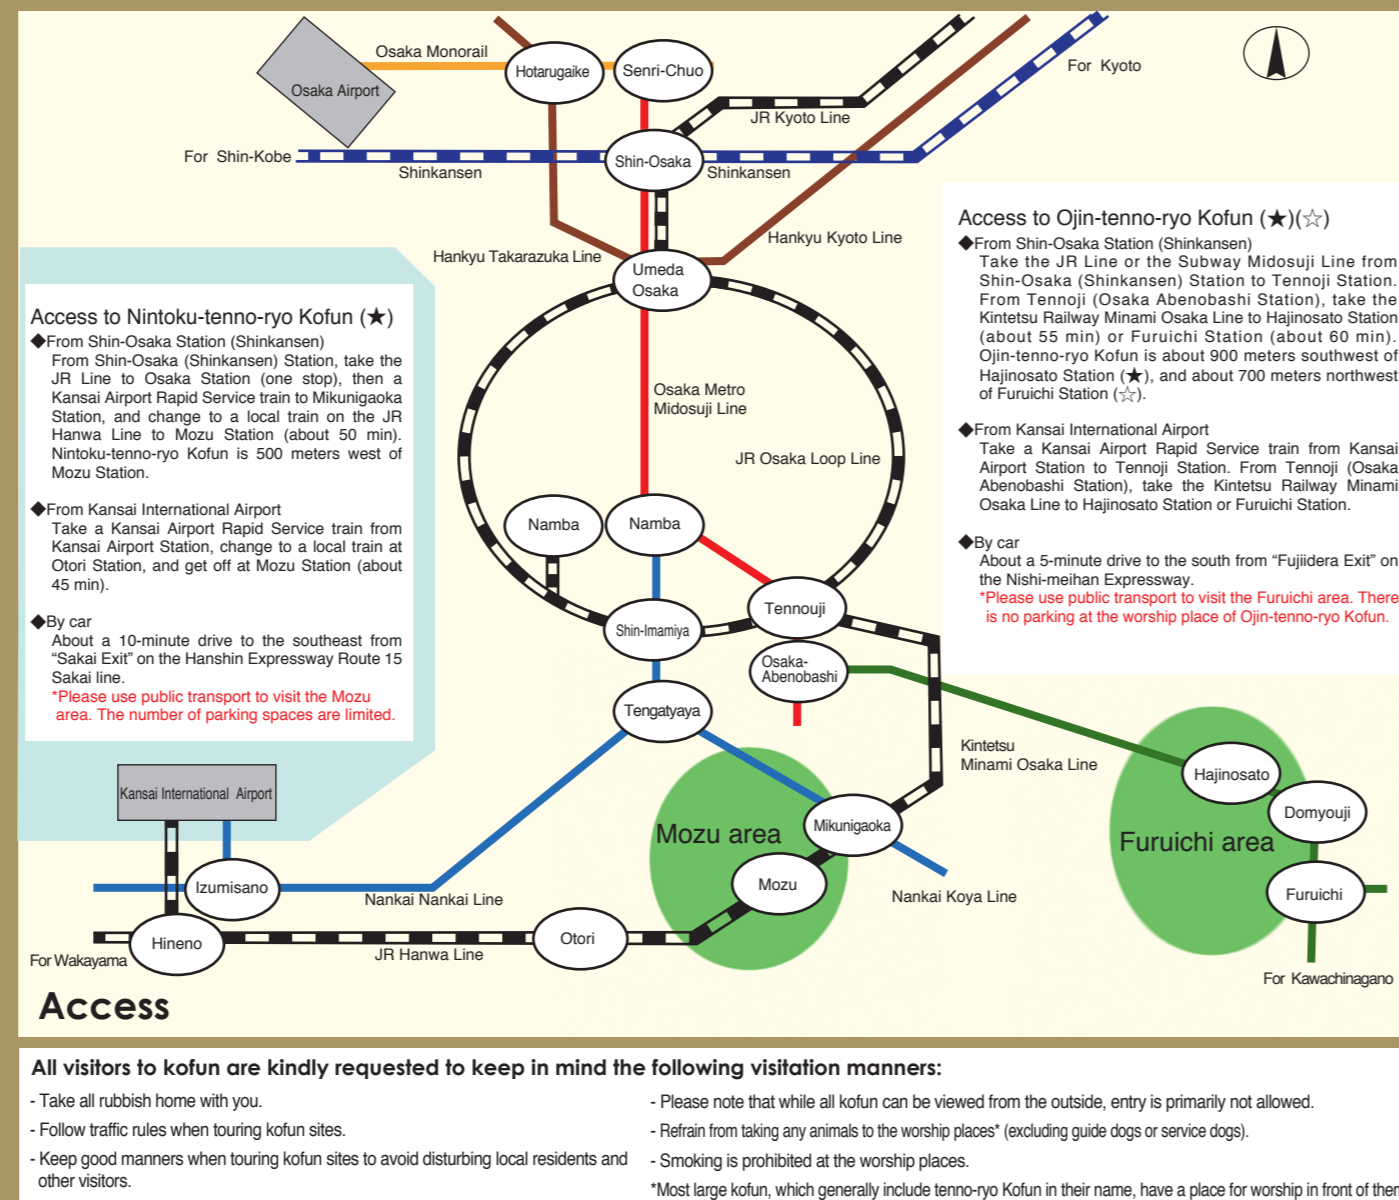 Osaka Monorail
Osaka Airport
Hotarugaike
Senri-Chuo
For Kyoto
JR Kyoto Line
For Shin-Kobe
Shin-Osaka
Shinkansen
Shinkansen
Hankyu Takarazuka Line
Hankyu Kyoto Line
Umeda
Osaka
Access to Nintoku-tenno-ryo Kofun (★)
◆From Shin-Osaka Station (Shinkansen)
From Shin-Osaka (Shinkansen) Station, take the
JR Line to Osaka Station (one stop), then a
Kansai Airport Rapid Service train to Mikunigaoka
Station, and change to a local train on the JR
Hanwa Line to Mozu Station (about 50 min).
Nintoku-tenno-ryo Kofun is 500 meters west of
Mozu Station.
◆From Kansai International Airport
Take a Kansai Airport Rapid Service train from
Kansai Airport Station, change to a local train at
Otori Station, and get off at Mozu Station (about
45 min).
◆By car
About a 10-minute drive to the southeast from
“Sakai Exit” on the Hanshin Expressway Route 15
Sakai line.
*Please use public transport to visit the Mozu
area. The number of parking spaces are limited.
Access to Ojin-tenno-ryo Kofun (★)(☆)
◆From Shin-Osaka Station (Shinkansen)
Take the JR Line or the Subway Midosuji Line from
Shin-Osaka (Shinkansen) Station to Tennoji Station.
From Tennoji (Osaka Abenobashi Station), take the
Kintetsu Railway Minami Osaka Line to Hajinosato Station
(about 55 min) or Furuichi Station (about 60 min).
Ojin-tenno-ryo Kofun is about 900 meters southwest of
Hajinosato Station (★), and about 700 meters northwest
of Furuichi Station (☆).
◆From Kansai International Airport
Take a Kansai Airport Rapid Service train from Kansai
Airport Station to Tennoji Station. From Tennoji (Osaka
Abenobashi Station), take the Kintetsu Railway Minami
Osaka Line to Hajinosato Station or Furuichi Station.
◆By car
About a 5-minute drive to the south from “Fujiidera Exit” on
the Nishi-meihan Expressway.
*Please use public transport to visit the Furuichi area. There
is no parking at the worship place of Ojin-tenno-ryo Kofun.
Osaka Metro
Midosuji Line
JR Osaka Loop Line
Namba
Namba
Tennouji
Shin-Imamiya
Osaka-
Abenobashi
Tengatyaya
Kintetsu
Minami Osaka Line
Hajinosato
Domyouji
Furuichi area
Furuichi
For Kawachinagano
Kansai International Airport
Mozu area
Mikunigaoka
Mozu
Izumisano
Nankai Nankai Line
Nankai Koya Line
Hineno
Otori
For Wakayama
JR Hanwa Line
Access
All visitors to kofun are kindly requested to keep in mind the following visitation manners:
- Take all rubbish home with you.
- Follow traffic rules when touring kofun sites.
- Keep good manners when touring kofun sites to avoid disturbing local residents and
other visitors.
- Please note that while all kofun can be viewed from the outside, entry is primarily not allowed.
- Refrain from taking any animals to the worship places* (excluding guide dogs or service dogs).
- Smoking is prohibited at the worship places.
*Most large kofun, which generally include tenno-ryo Kofun in their name, have a place for worship in front of